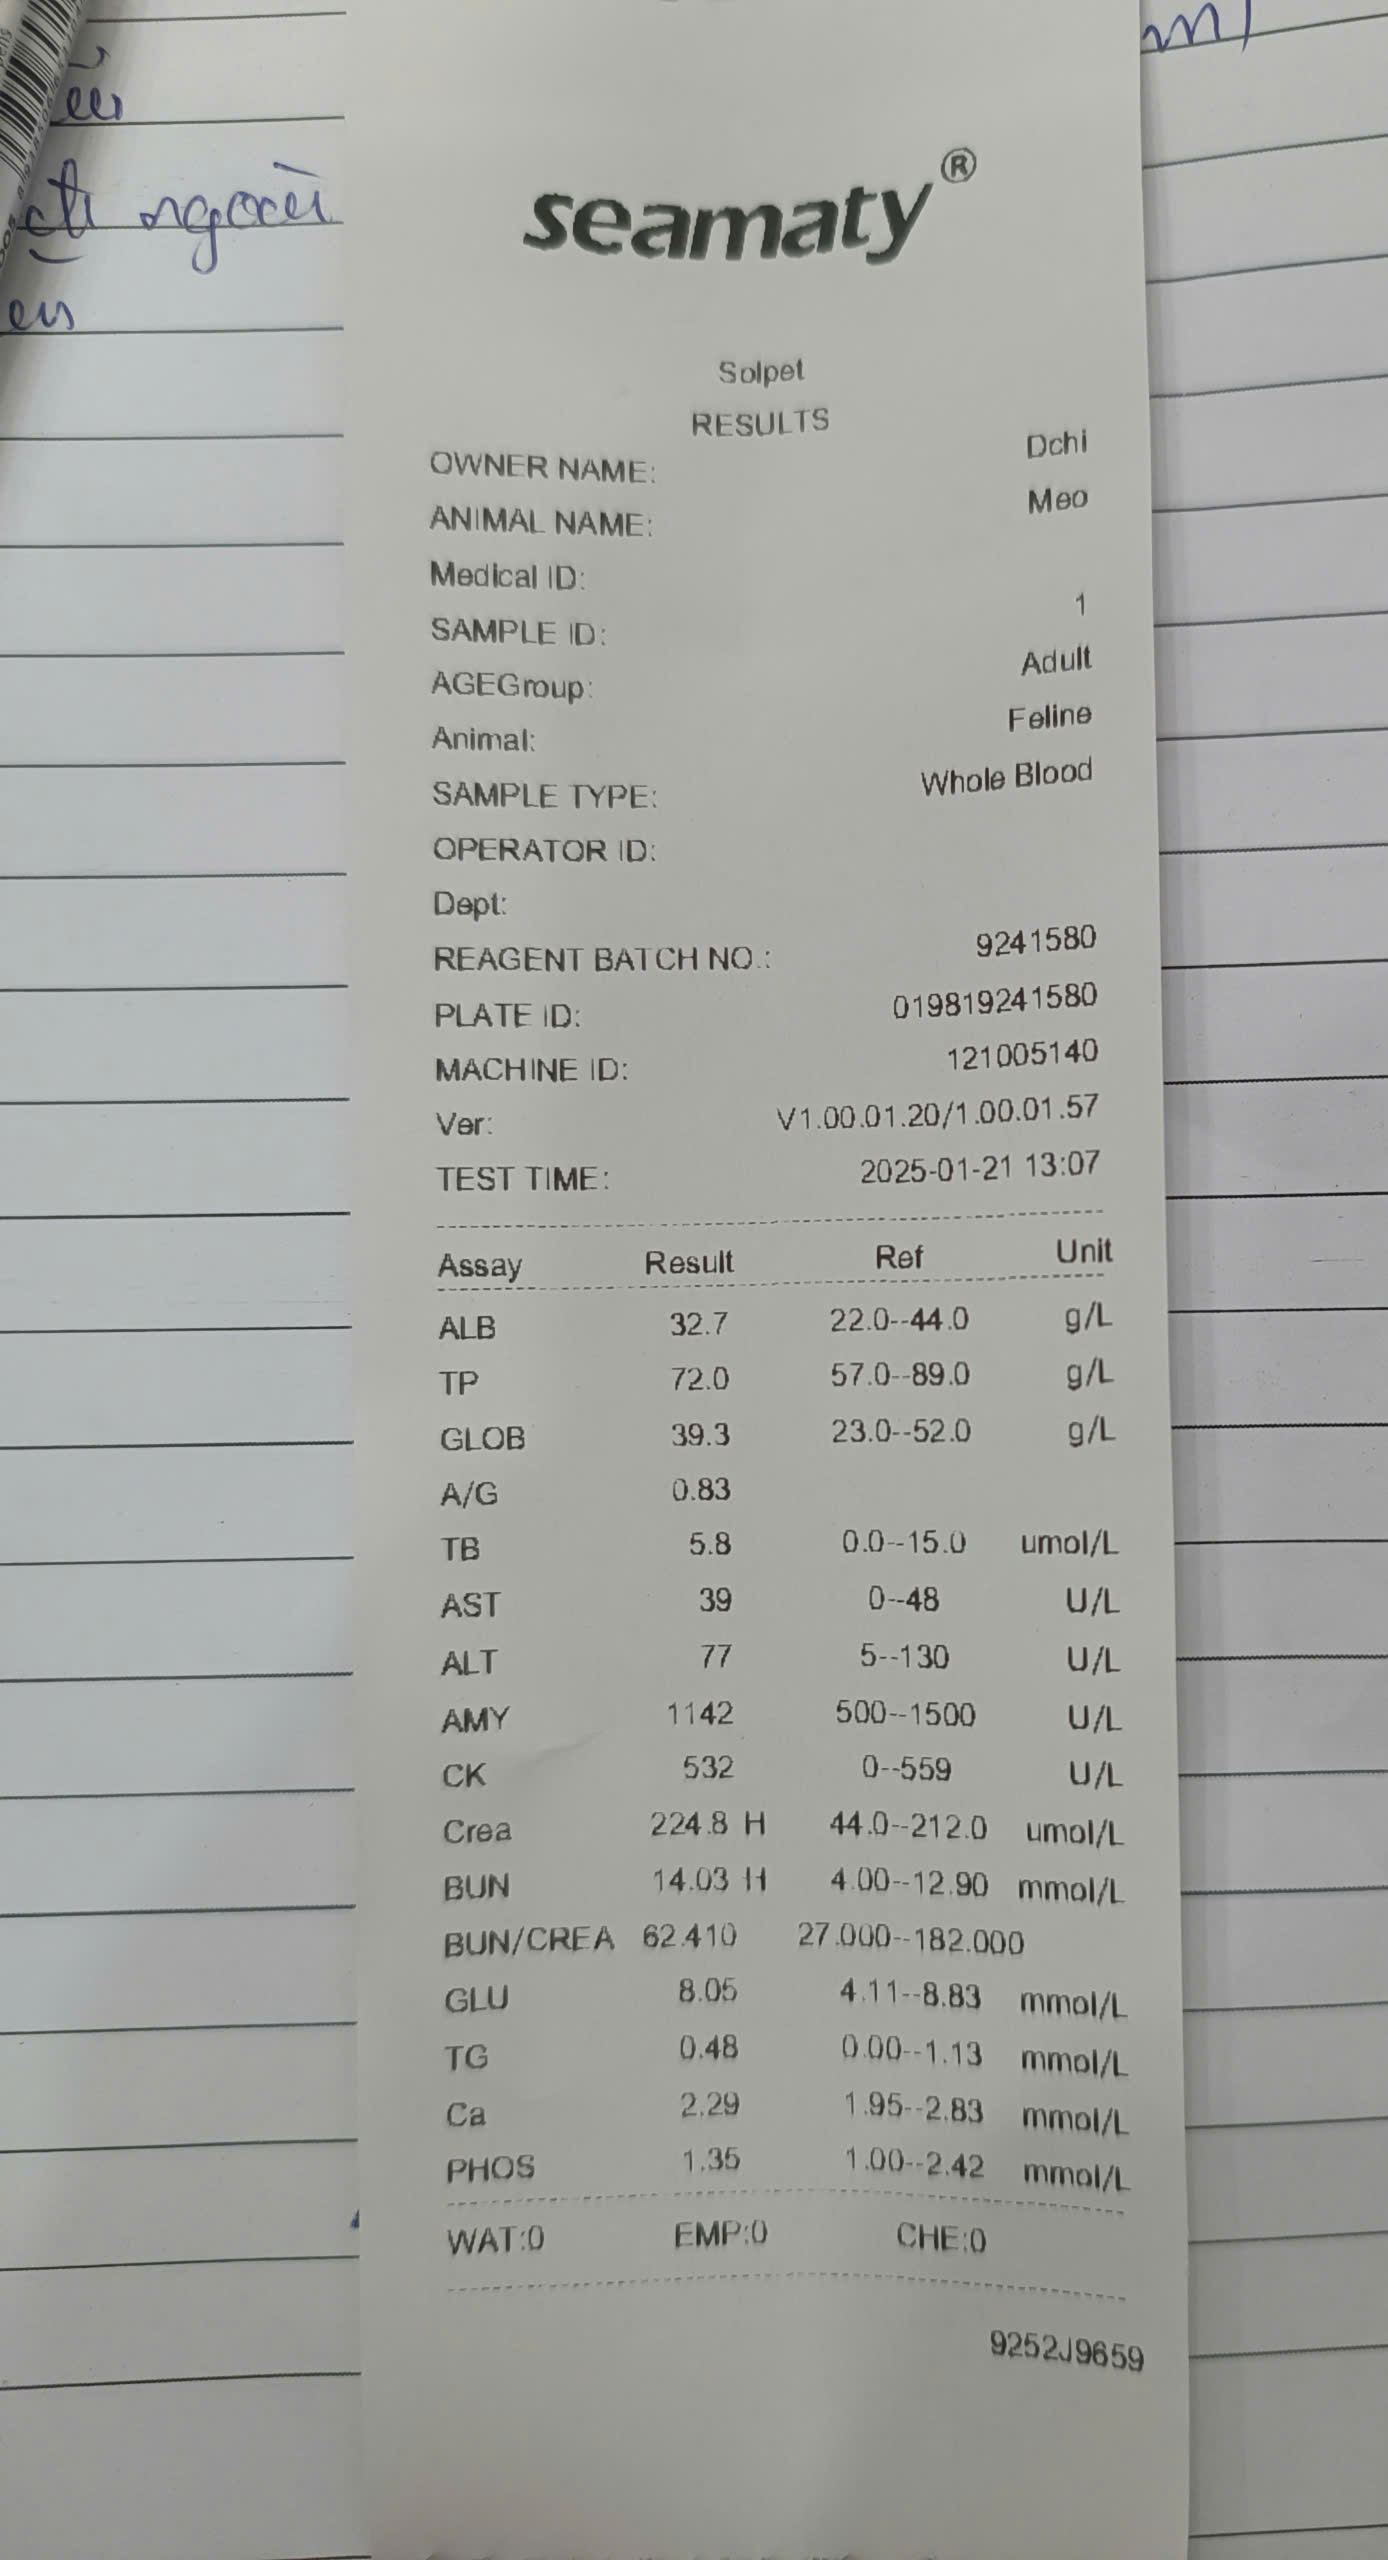 ngoài
seamaty®
Solpet
RESULTS
OWNER NAME: Dchi
ANIMAL NAME: Meo
Medical ID:
SAMPLE ID: 1
AGEGroup: Adult
Animal: Feline
SAMPLE TYPE: Whole Blood
OPERATOR ID:
Dept:
REAGENT BATCH NO.: 9241580
PLATE ID: 019819241580
MACHINE ID: 121005140
Ver: V1.00.01.20/1.00.01.57
TEST TIME: 2025-01-21 13:07
Assay Result Ref Unit
ALB 32.7 22.0--44.0 g/L
TP 72.0 57.0--89.0 g/L
GLOB 39.3 23.0--52.0 g/L
A/G 0.83
TB 5.8 0.0--15.0 umol/L
AST 39 0--48 U/L
ALT 77 5--130 U/L
AMY 1142 500--1500 U/L
CK 532 0--559 U/L
Crea 224.8 H 44.0--212.0 umol/L
BUN 14.03 H 4.00--12.90 mmol/L
BUN/CREA 62.410 27.000--182.000
GLU 8.05 4.11--8.83 mmol/L
TG 0.48 0.00--1.13 mmol/L
Ca 2.29 1.95--2.83 mmol/L
PHOS 1.35 1.00--2.42 mmol/L
WAT:0 EMP:0 CHE:0
9252J9659